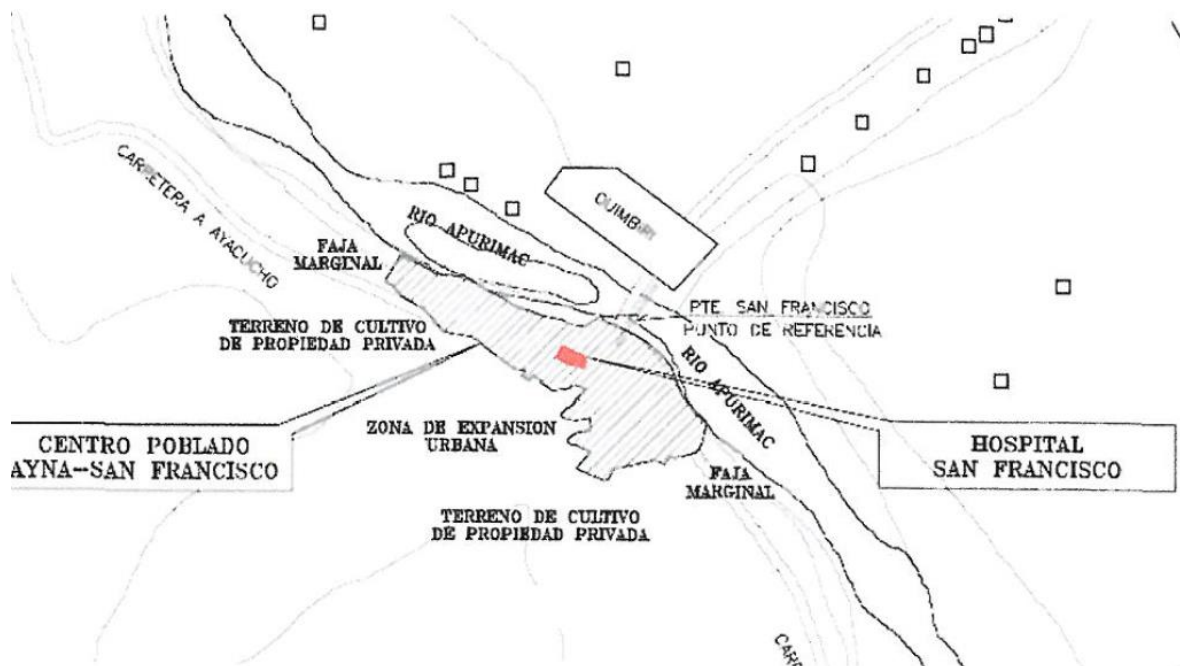 CARRETERA A AYACUCHO
RIO APURIMAC
QUIMBIRI
FAJA
MARGINAL
PTE. SAN FRANCISCO
PUNTO DE REFERENCIA
TERRENO DE CULTIVO
DE PROPIEDAD PRIVADA
RIO APURIMAC
ZONA DE EXPANSION
URBANA
CENTRO POBLADO
AYNA-SAN FRANCISCO
HOSPITAL
SAN FRANCISCO
FAJA
MARGINAL
TERRENO DE CULTIVO
DE PROPIEDAD PRIVADA